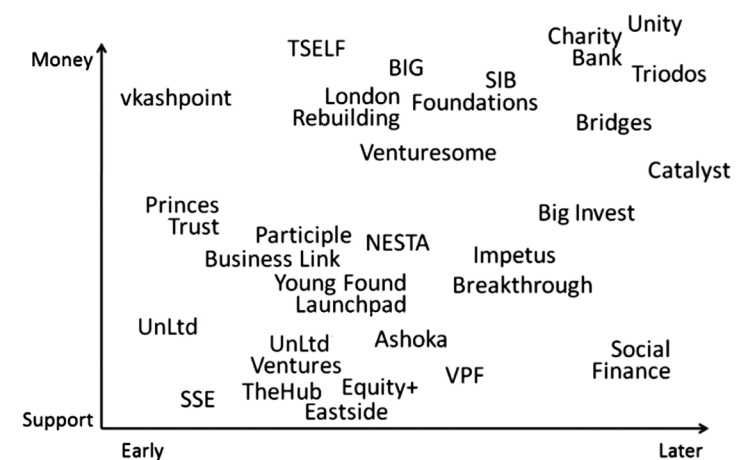 Unity
Charity
Bank
TSELF
Money
BIG
SIB
Triodos
vkashpoint
London
Rebuilding
Foundations
Bridges
Venturesome
Catalyst
Princes
Trust
Big Invest
Participle
NESTA
Business Link
Impetus
Young Found
Launchpad
Breakthrough
UnLtd
UnLtd
Ventures
Ashoka
Social
Finance
VPF
SSE
TheHub
Equity+
Eastside
Support
Early
Later